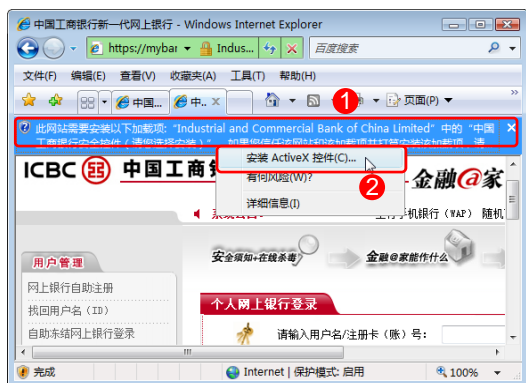 中国工商银行新一代网上银行 - Windows Internet Explorer
https://mybar
Indus...
百度搜索
文件(F) 编辑(E) 查看(V) 收藏夹(A) 工具(T) 帮助(H)
中国... 中.. 页面(P)
1
此网站需要安装以下加载项: "Industrial and Commercial Bank of China Limited" 中的 "中国
工商银行安全控件（请您选择安装）"。如果您信任该网站和该加载项并打算安装该加载项，请
安装 ActiveX 控件(C)...
有何风险(W)?
2
详细信息(I)
ICBC 中国工商银
金融@家
手机银行（WAP） 随机
安全须知+在线杀毒
金融@家能作什么
用户管理
网上银行自助注册
找回用户名（ID）
自助冻结网上银行登录
个人网上银行登录
请输入用户名/注册卡（账）号：
完成 Internet | 保护模式: 启用 100%